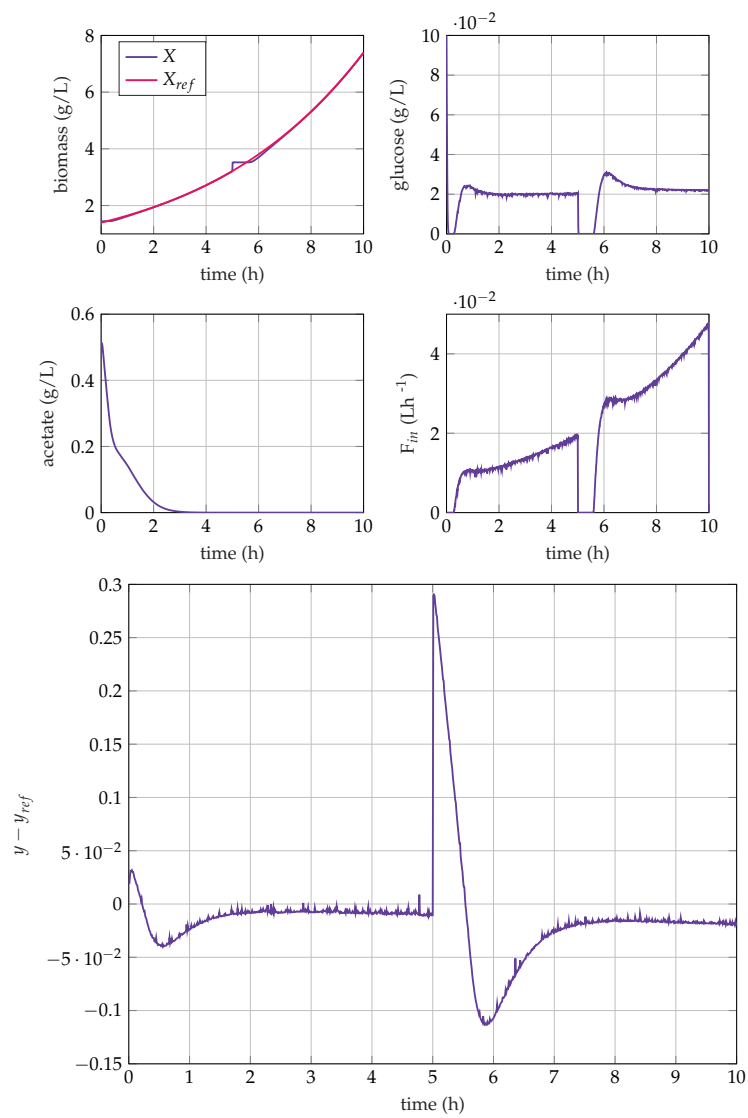 8
6
4
2
0 2 4 6 8 10
time (h)
biomass (g/L)
X
X_ref
·10⁻²
10
8
6
4
2
0
0 2 4 6 8 10
time (h)
glucose (g/L)
0.6
0.4
0.2
0
0 2 4 6 8 10
time (h)
acetate (g/L)
·10⁻²
4
2
0
0 2 4 6 8 10
time (h)
F_in (Lh -1)
0.3
0.25
0.2
0.15
0.1
5·10⁻²
0
−5·10⁻²
−0.1
−0.15
0 1 2 3 4 5 6 7 8 9 10
time (h)
y − y_ref